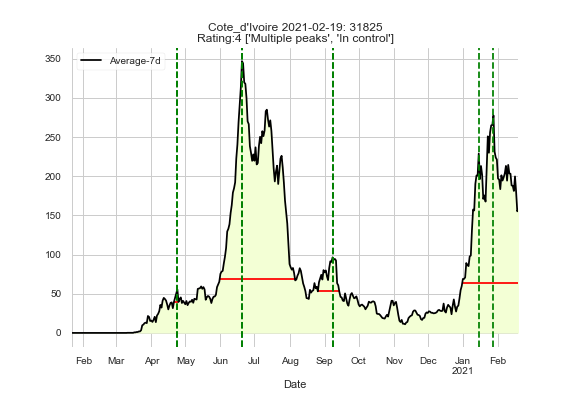 Cote_d'Ivoire 2021-02-19: 31825
Rating:4 ['Multiple peaks', 'In control']
Average-7d
350
300
250
200
150
100
50
0
Feb Mar Apr May Jun Jul Aug Sep Oct Nov Dec Jan Feb
2021
Date